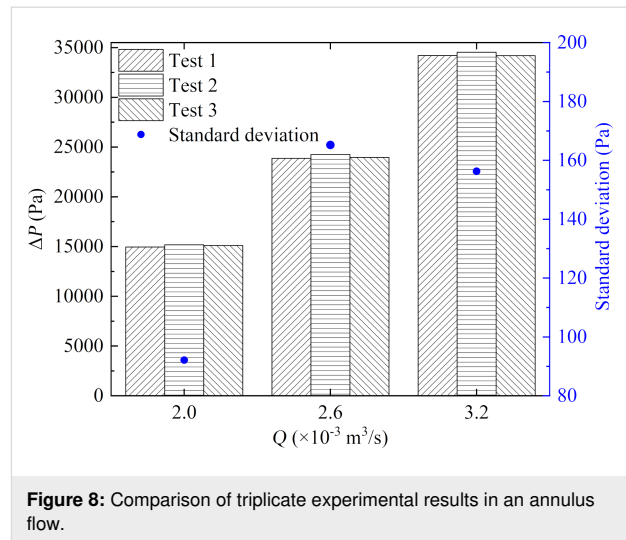 35000
30000
25000
20000
15000
10000
5000
0
ΔP (Pa)
Test 1
Test 2
Test 3
Standard deviation
200
180
160
140
120
100
80
Standard deviation (Pa)
2.0 2.6 3.2
Q (×10⁻³ m³/s)
Figure 8: Comparison of triplicate experimental results in an annulus
flow.